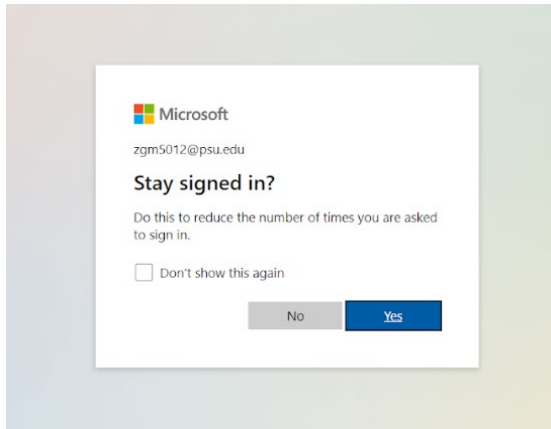 Microsoft
zgm5012@psu.edu
Stay signed in?
Do this to reduce the number of times you are asked
to sign in.
Don't show this again
No
Yes